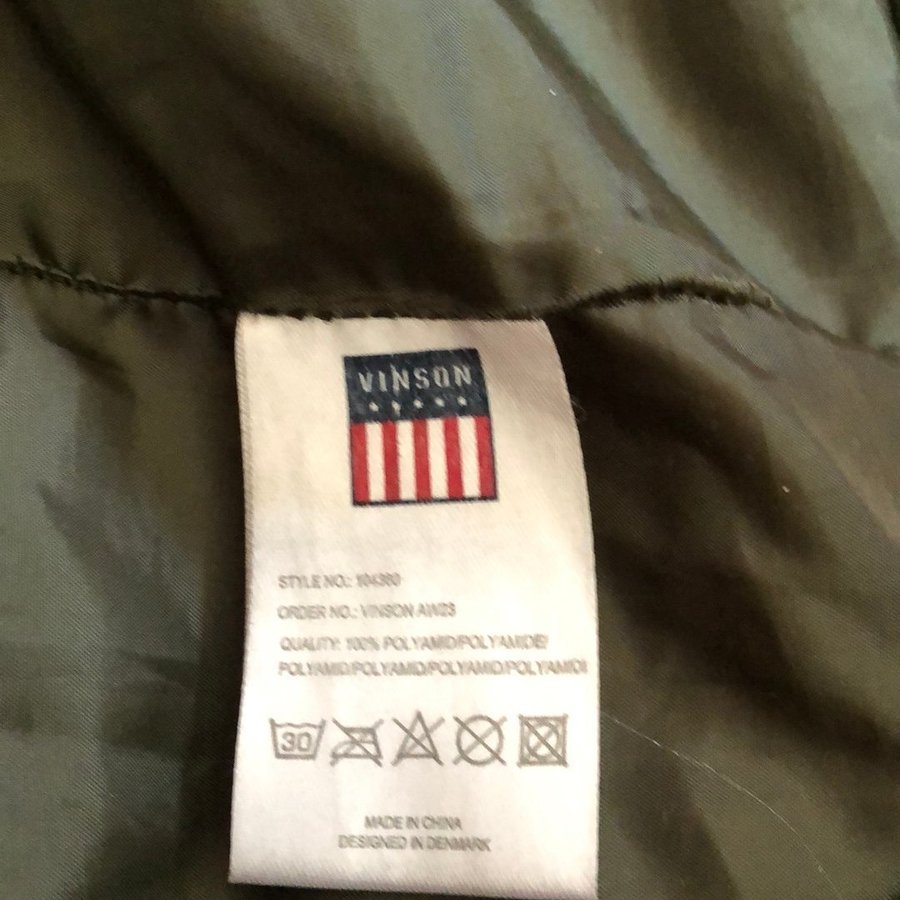 VINSON
STYLE NO.: 104360
ORDER NO.: VINSON AW23
QUALITY: 100% POLYAMID/POLYAMIDE/
POLYAMID/POLYAMID/POLYAMID/POLYAMIDI
30
MADE IN CHINA
DESIGNED IN DENMARK